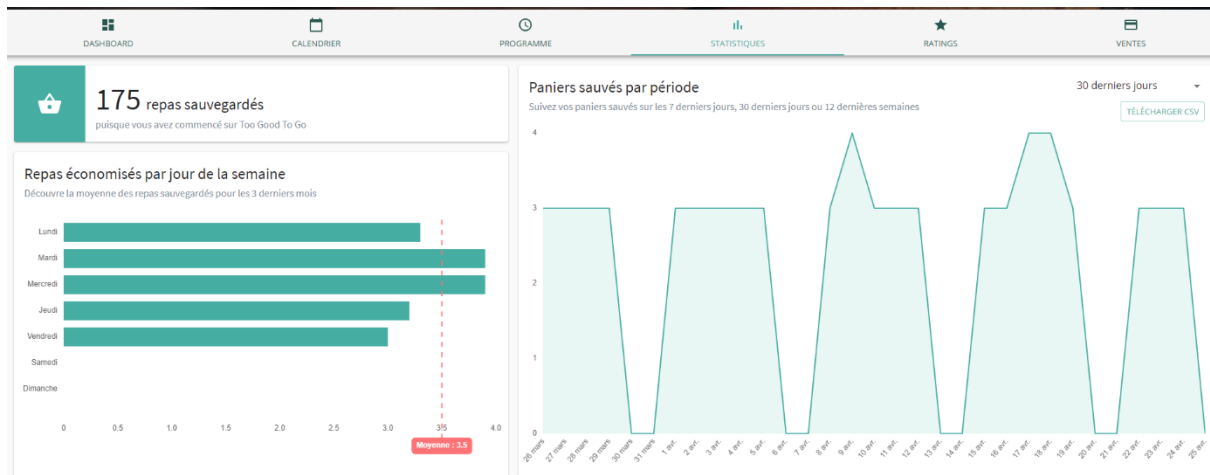 DASHBOARD
CALENDRIER
PROGRAMME
STATISTIQUES
RATINGS
VENTES
175 repas sauvegardés
puisque vous avez commencé sur Too Good To Go
Repas économisés par jour de la semaine
Découvre la moyenne des repas sauvegardés pour les 3 derniers mois
Lundi
Mardi
Mercredi
Jeudi
Vendredi
Samedi
Dimanche
0 0.5 1.0 1.5 2.0 2.5 3.0 3.5 4.0
Moyenne : 3.5
Paniers sauvés par période
30 derniers jours
Suivez vos paniers sauvés sur les 7 derniers jours, 30 derniers jours ou 12 dernières semaines
TÉLÉCHARGER CSV
4
3
2
1
0
26 mars 27 mars 28 mars 29 mars 30 mars 31 mars 1 avr. 2 avr. 3 avr. 4 avr. 5 avr. 6 avr. 7 avr. 8 avr. 9 avr. 10 avr. 11 avr. 12 avr. 13 avr. 14 avr. 15 avr. 16 avr. 17 avr. 18 avr. 19 avr. 20 avr. 21 avr. 22 avr. 23 avr. 24 avr. 25 avr.